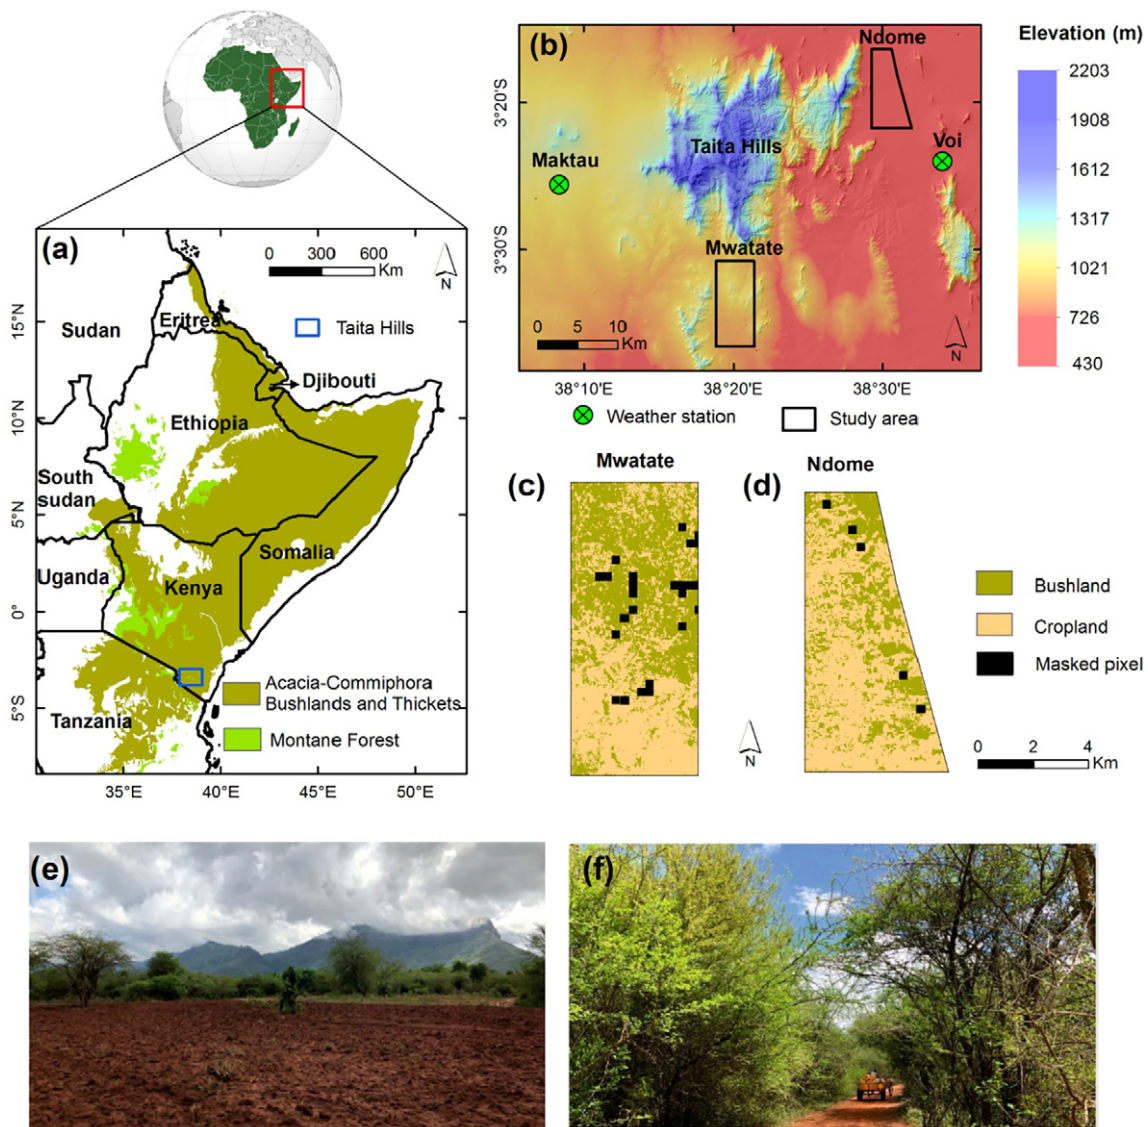 (a)
0 300 600
Km
N
Sudan
Eritrea
15°N
Taita Hills
Djibouti
10°N
Ethiopia
South
sudan
5°N
Somalia
Uganda
Kenya
0°
Acacia-Commiphora
Bushlands and Thickets
5°S
Tanzania
Montane Forest
35°E 40°E 45°E 50°E
(b)
Ndome
3°20'S
Maktau
Taita Hills
Voi
3°30'S
Mwatate
0 5 10
Km
N
38°10'E 38°20'E 38°30'E
Elevation (m)
2203
1908
1612
1317
1021
726
430
Weather station
Study area
Mwatate
(c)
Ndome
(d)
Bushland
Cropland
Masked pixel
N
0 2 4
Km
(e)
(f)